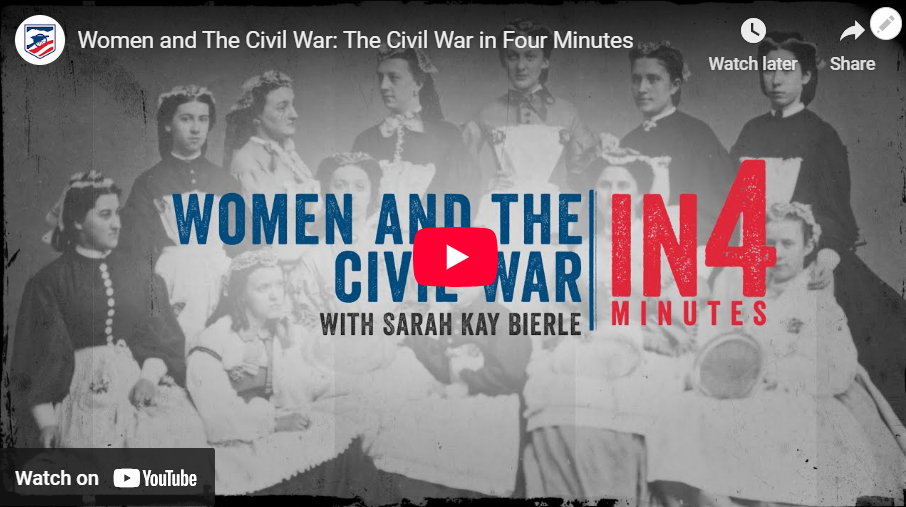 Women and The Civil War: The Civil War in Four Minutes
Watch later
Share
WOMEN AND THE
CIVIL WAR
WITH SARAH KAY BIERLE
IN4
MINUTES
Watch on YouTube